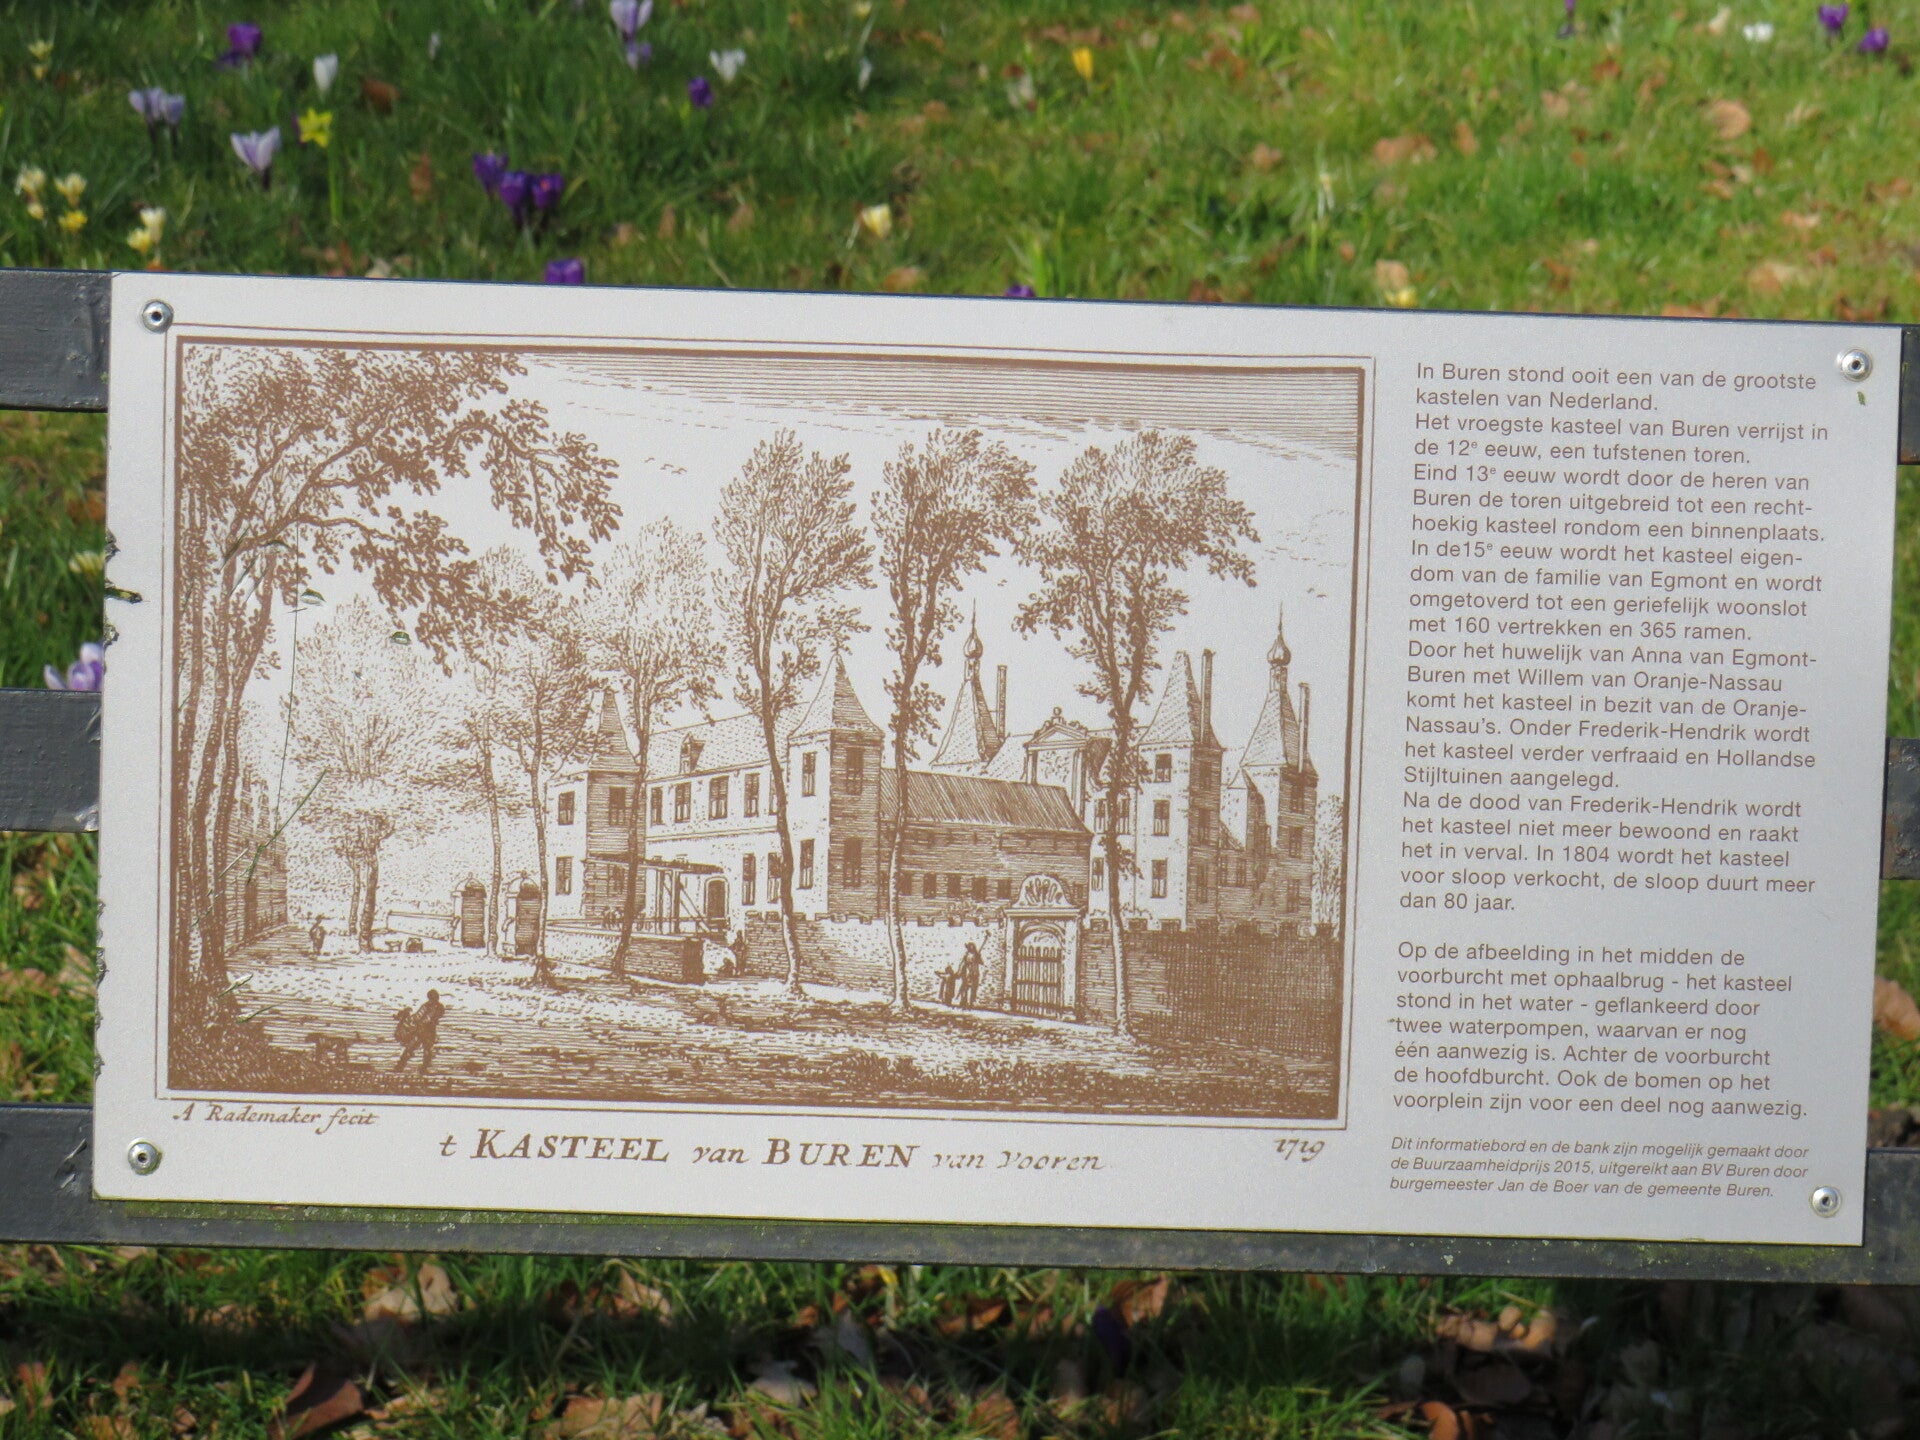 A Rademaker fecit
t KASTEEL van BUREN van vooren
1719
In Buren stond ooit een van de grootste
kastelen van Nederland.
Het vroegste kasteel van Buren verrijst in
de 12e eeuw, een tufstenen toren.
Eind 13e eeuw wordt door de heren van
Buren de toren uitgebreid tot een recht-
hoekig kasteel rondom een binnenplaats.
In de15e eeuw wordt het kasteel eigen-
dom van de familie van Egmont en wordt
omgetoverd tot een geriefelijk woonslot
met 160 vertrekken en 365 ramen.
Door het huwelijk van Anna van Egmont-
Buren met Willem van Oranje-Nassau
komt het kasteel in bezit van de Oranje-
Nassau's. Onder Frederik-Hendrik wordt
het kasteel verder verfraaid en Hollandse
Stijltuinen aangelegd.
Na de dood van Frederik-Hendrik wordt
het kasteel niet meer bewoond en raakt
het in verval. In 1804 wordt het kasteel
voor sloop verkocht, de sloop duurt meer
dan 80 jaar.
Op de afbeelding in het midden de
voorburcht met ophaalbrug - het kasteel
stond in het water - geflankeerd door
twee waterpompen, waarvan er nog
één aanwezig is. Achter de voorburcht
de hoofdburcht. Ook de bomen op het
voorplein zijn voor een deel nog aanwezig.
Dit informatiebord en de bank zijn mogelijk gemaakt door
de Buurzaamheidprijs 2015, uitgereikt aan BV Buren door
burgemeester Jan de Boer van de gemeente Buren.